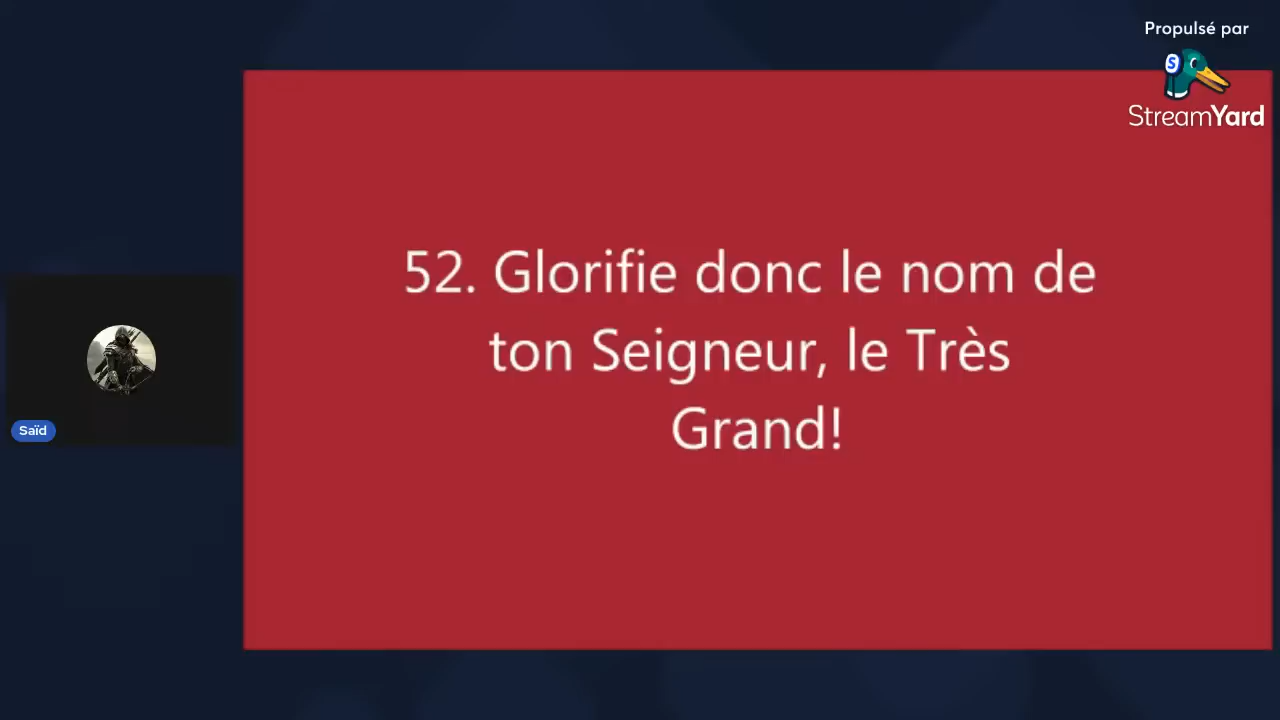 Propulsé par
StreamYard
52. Glorifie donc le nom de
ton Seigneur, le Très
Grand!
Saïd